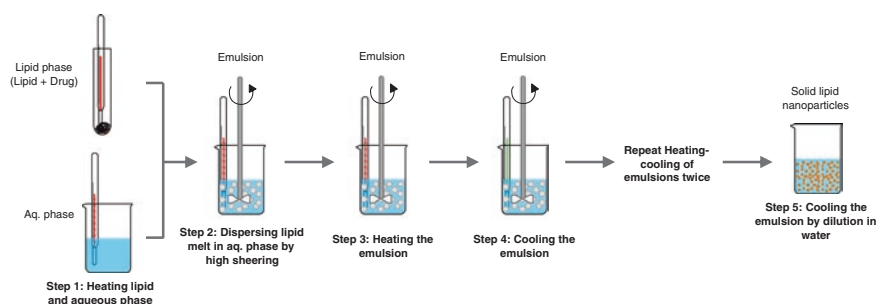 Lipid phase
(Lipid + Drug)
Aq. phase
Step 1: Heating lipid
and aqueous phase
Emulsion
Step 2: Dispersing lipid
melt in aq. phase by
high sheering
Emulsion
Step 3: Heating the
emulsion
Emulsion
Step 4: Cooling the
emulsion
Repeat Heating-
cooling of
emulsions twice
Solid lipid
nanoparticles
Step 5: Cooling the
emulsion by dilution in
water